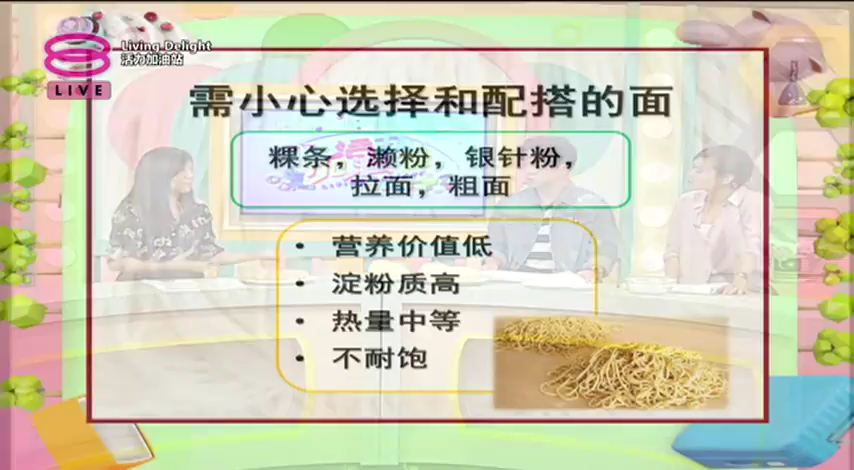 Living Delight
活力加油站
LIVE
需小心选择和配搭的面
粿条，濑粉，银针粉，
拉面，粗面
• 营养价值低
• 淀粉质高
• 热量中等
• 不耐饱